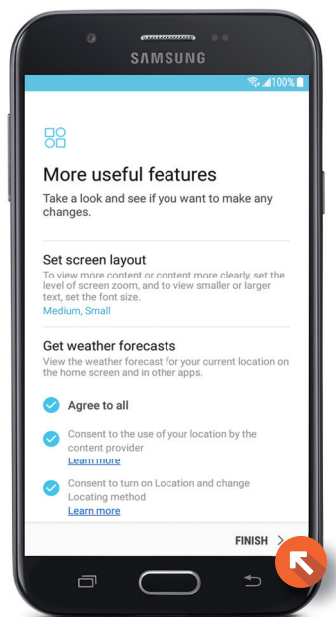 SAMSUNG
100%
More useful features
Take a look and see if you want to make any
changes.
Set screen layout
To view more content or content more clearly, set the
level of screen zoom, and to view smaller or larger
text, set the font size.
Medium, Small
Get weather forecasts
View the weather forecast for your current location on
the home screen and in other apps.
Agree to all
Consent to the use of your location by the
content provider
Learn more
Consent to turn on Location and change
Locating method
Learn more
FINISH >